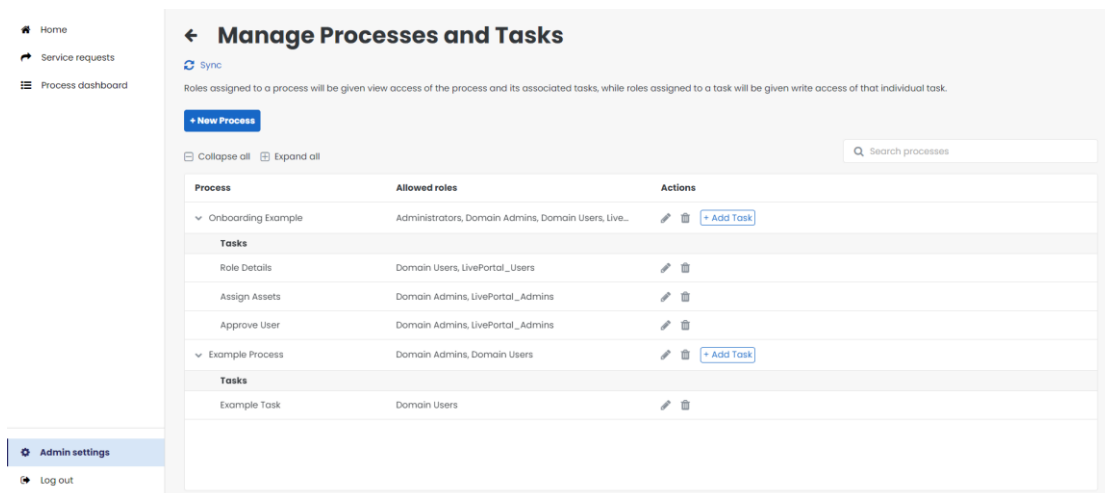 Home
Service requests
Process dashboard
Admin settings
Log out
Manage Processes and Tasks
Sync
Roles assigned to a process will be given view access of the process and its associated tasks, while roles assigned to a task will be given write access of that individual task.
+ New Process
Collapse all Expand all
Search processes
Process Allowed roles Actions
Onboarding Example Administrators, Domain Admins, Domain Users, Live... + Add Task
Tasks
Role Details Domain Users, LivePortal_Users
Assign Assets Domain Admins, LivePortal_Admins
Approve User Domain Admins, LivePortal_Admins
Example Process Domain Admins, Domain Users + Add Task
Tasks
Example Task Domain Users